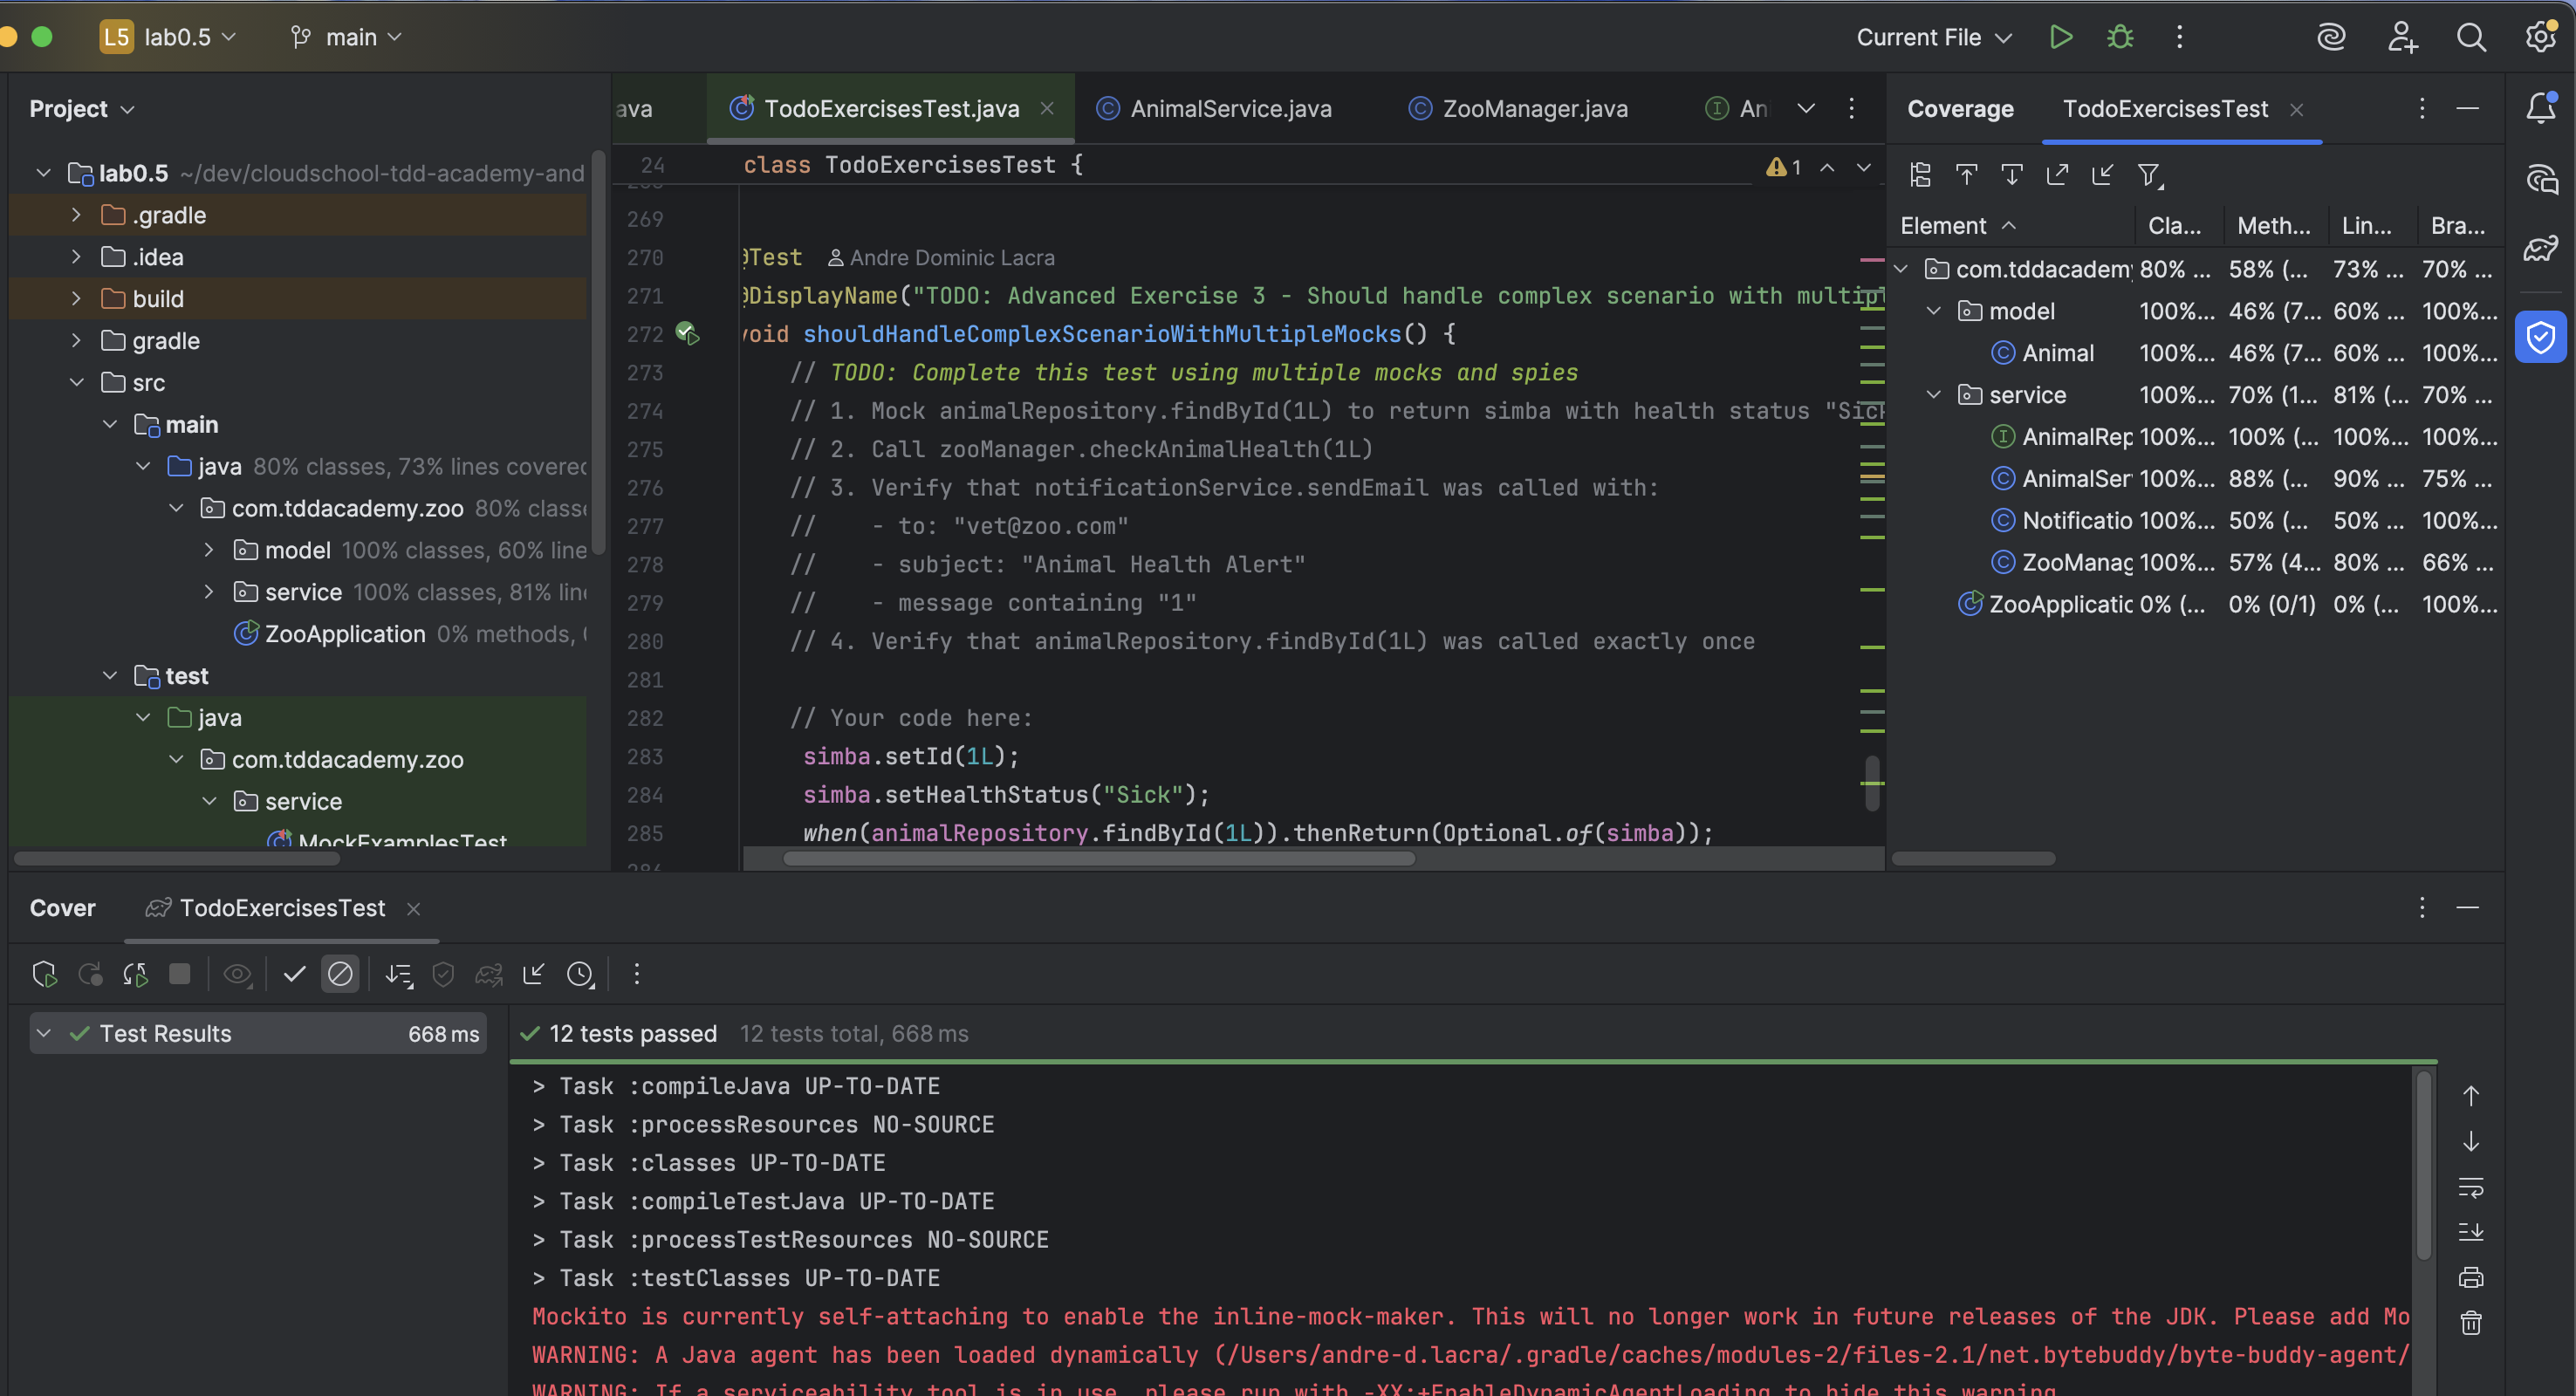 L5 lab0.5 main Current File
Project
lab0.5 ~/dev/cloudschool-tdd-academy-and
.gradle
.idea
build
gradle
src
main
java 80% classes, 73% lines covered
com.tddacademy.zoo 80% classe
model 100% classes, 60% line
service 100% classes, 81% line
ZooApplication 0% methods,
test
java
com.tddacademy.zoo
service
MockExamplesTest
ava TodoExercisesTest.java AnimalService.java ZooManager.java An
24 class TodoExercisesTest { 1
269
270 @Test Andre Dominic Lacra
271 @DisplayName("TODO: Advanced Exercise 3 - Should handle complex scenario with multipl
272 void shouldHandleComplexScenarioWithMultipleMocks() {
273 // TODO: Complete this test using multiple mocks and spies
274 // 1. Mock animalRepository.findById(1L) to return simba with health status "Sick
275 // 2. Call zooManager.checkAnimalHealth(1L)
276 // 3. Verify that notificationService.sendEmail was called with:
277 //    - to: "vet@zoo.com"
278 //    - subject: "Animal Health Alert"
279 //    - message containing "1"
280 // 4. Verify that animalRepository.findById(1L) was called exactly once
281
282 // Your code here:
283 simba.setId(1L);
284 simba.setHealthStatus("Sick");
285 when(animalRepository.findById(1L)).thenReturn(Optional.of(simba));
Coverage TodoExercisesTest
Element Cla... Meth... Lin... Bra...
com.tddacademy 80% ... 58% (... 73% ... 70% ...
model 100%... 46% (7... 60% ... 100%...
Animal 100%... 46% (7... 60% ... 100%...
service 100%... 70% (1... 81% (... 70% ...
AnimalRep 100%... 100% (... 100%... 100%...
AnimalSer 100%... 88% (... 90% ... 75% ...
Notificatio 100%... 50% (... 50% ... 100%...
ZooManag 100%... 57% (4... 80% ... 66% ...
ZooApplicatic 0% (... 0% (0/1) 0% (... 100%...
Cover TodoExercisesTest
Test Results 668 ms
12 tests passed 12 tests total, 668 ms
> Task :compileJava UP-TO-DATE
> Task :processResources NO-SOURCE
> Task :classes UP-TO-DATE
> Task :compileTestJava UP-TO-DATE
> Task :processTestResources NO-SOURCE
> Task :testClasses UP-TO-DATE
Mockito is currently self-attaching to enable the inline-mock-maker. This will no longer work in future releases of the JDK. Please add Mo
WARNING: A Java agent has been loaded dynamically (/Users/andre-d.lacra/.gradle/caches/modules-2/files-2.1/net.bytebuddy/byte-buddy-agent/
WARNING: If a serviceability tool is in use, please run with -XX:+EnableDynamicAgentLoading to hide this warning